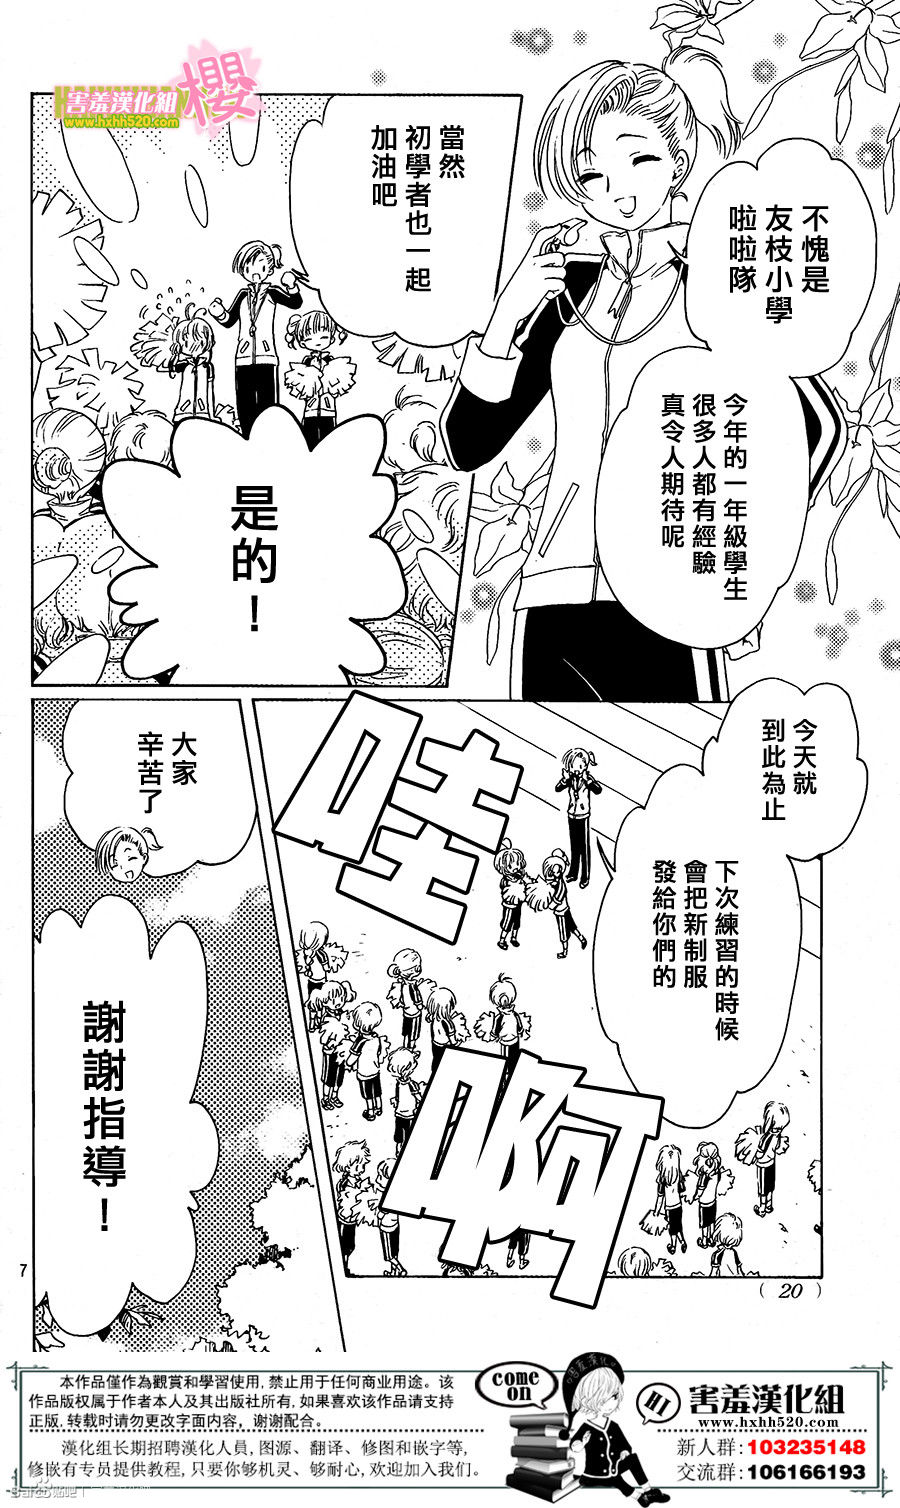 害羞漢化組
www.hxhh520.com
櫻
不愧是
友枝小學
啦啦隊
今年的一年級學生
很多人都有經驗
真令人期待呢
當然
初學者也一起
加油吧
是的！
今天就
到此為止
下次練習的時候
會把新制服
發給你們的
哇
啊
大家
辛苦了
謝謝指導！
7
（ 20 ）
本作品僅作為觀賞和學習使用, 禁止用于任何商业用途。该
作品版权属于作者本人及其出版社所有, 如果喜欢该作品请支持
正版, 转载时请勿更改字面内容，谢谢配合。
漢化组长期招聘漢化人員, 图源、翻译、修图和嵌字等,
修嵌有专员提供教程, 只要你够机灵、够耐心, 欢迎加入我们。
come
on
HI
害羞漢化組
www.hxhh520.com
新人群: 103235148
交流群: 106166193